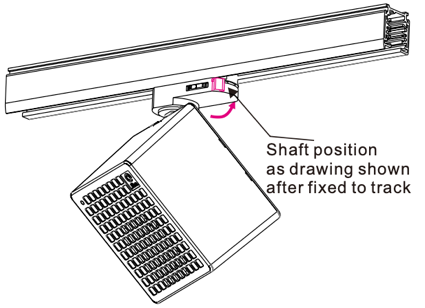 Shaft position
as drawing shown
after fixed to track